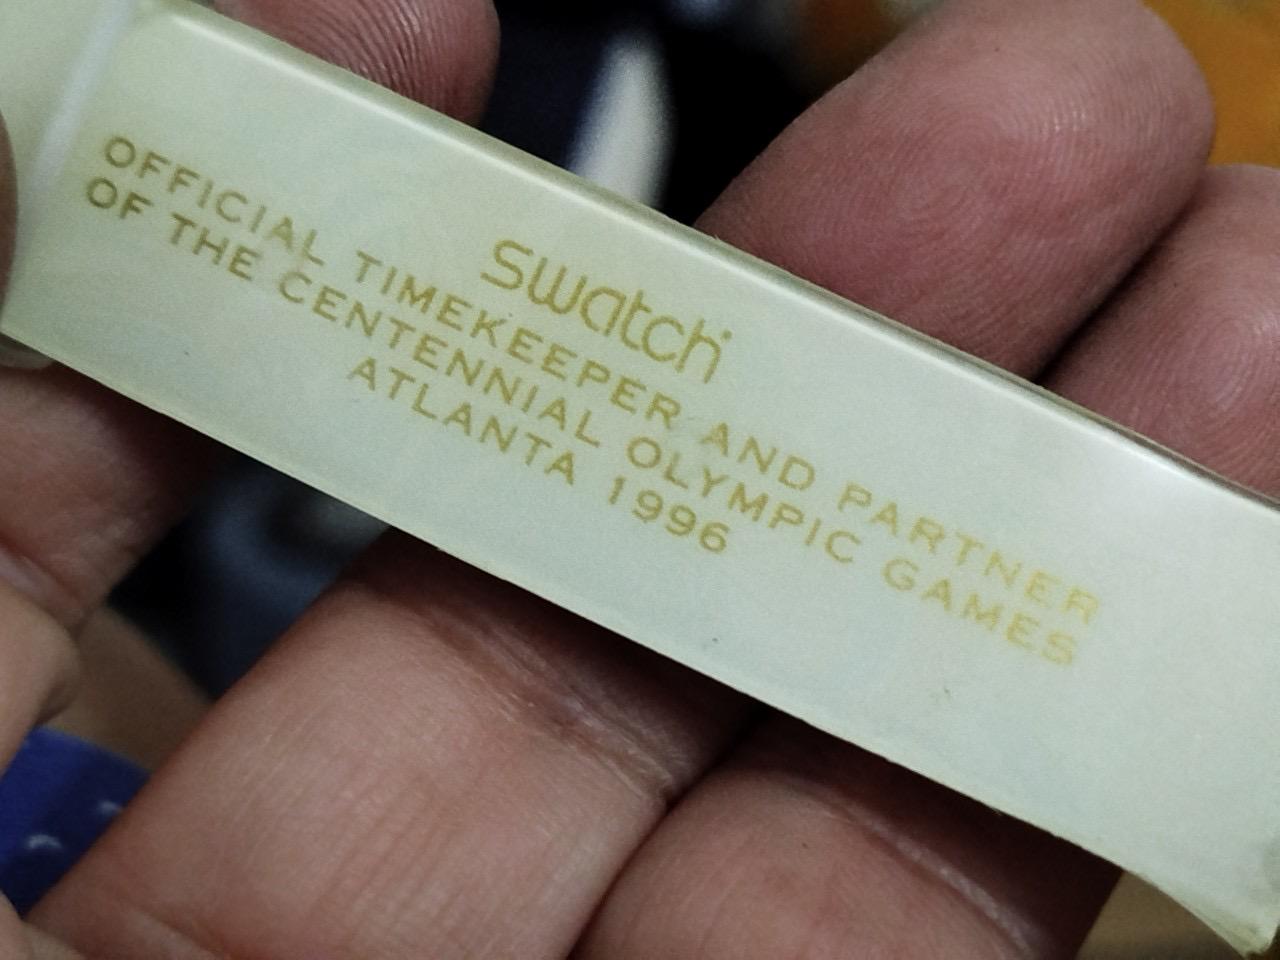 swatch
OFFICIAL TIMEKEEPER AND PARTNER
OF THE CENTENNIAL OLYMPIC GAMES
ATLANTA 1996